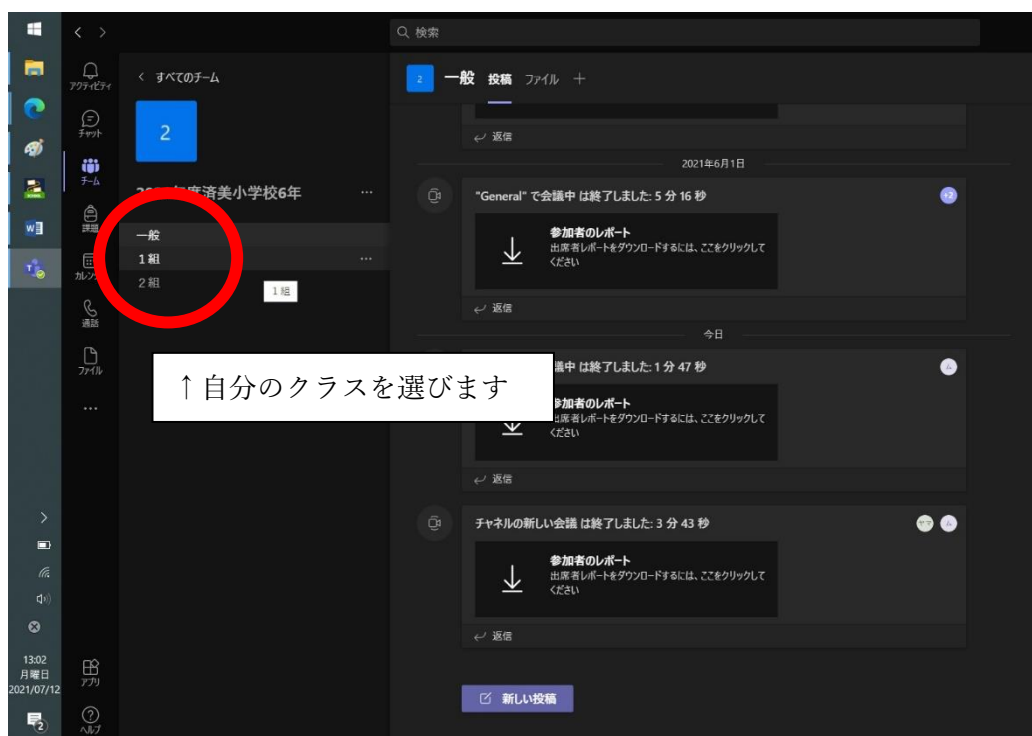 検索
アクティビティ
チャット
チーム
課題
通話
ファイル
…
アプリ
ヘルプ
13:02
月曜日
2021/07/12
2
< すべてのチーム
2
済美小学校6年 …
一般
1組 …
2組
1組
↑自分のクラスを選びます
2 一般 投稿 ファイル +
返信
2021年6月1日
"General" で会議中 は終了しました: 5 分 16 秒 +2
参加者のレポート
出席者レポートをダウンロードするには、ここをクリックして
ください
返信
今日
議中 は終了しました: 1 分 47 秒 ム
参加者のレポート
出席者レポートをダウンロードするには、ここをクリックして
ください
返信
チャネルの新しい会議 は終了しました: 3 分 43 秒 ヤマ ム
参加者のレポート
出席者レポートをダウンロードするには、ここをクリックして
ください
返信
新しい投稿